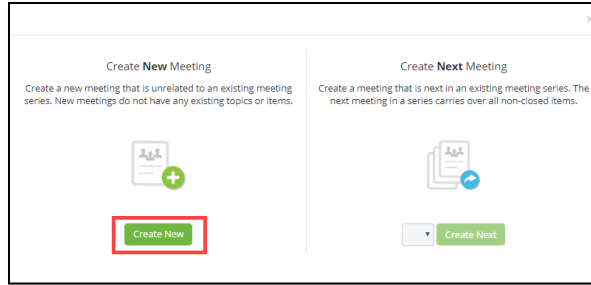 Create New Meeting
Create a new meeting that is unrelated to an existing meeting
series. New meetings do not have any existing topics or items.
Create New
Create Next Meeting
Create a meeting that is next in an existing meeting series. The
next meeting in a series carries over all non-closed items.
Create Next